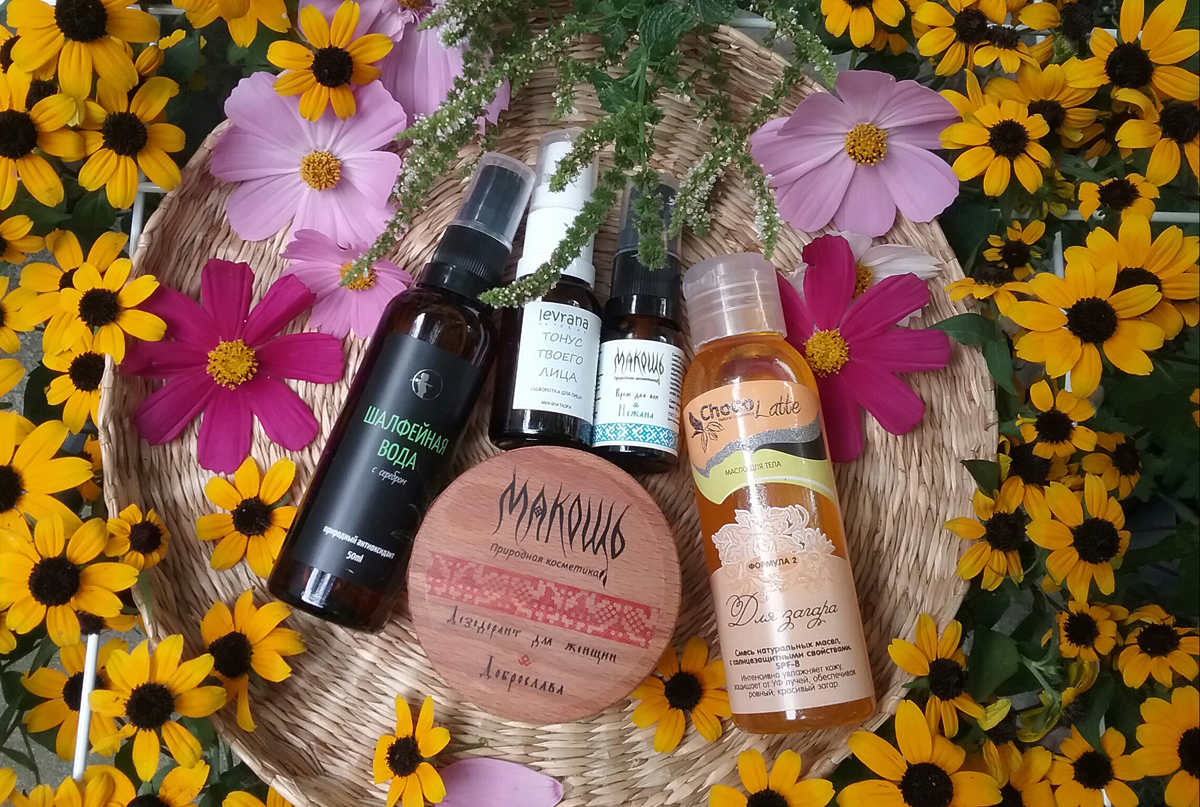 ШАЛФЕЙНАЯ
ВОДА
с серебром
природный антиоксидант
50ml
levrana
ТОНУС
ТВОЕГО
ЛИЦА
СЫВОРОТКА ДЛЯ ЛИЦА
МИНИАТЮРА
МАКОШЬ
Природная косметика
Крем для век
Нежана
Choco Latte
МАСЛО ДЛЯ ТЕЛА
ФОРМУЛА 2
Для загара
Смесь натуральных масел
с солнцезащитными свойствами
SPF-8
Интенсивно увлажняет кожу,
защищает от УФ лучей, обеспечивая
ровный, красивый загар
МАКОШЬ
Природная косметика
Дезодорант для женщин
Доброслава